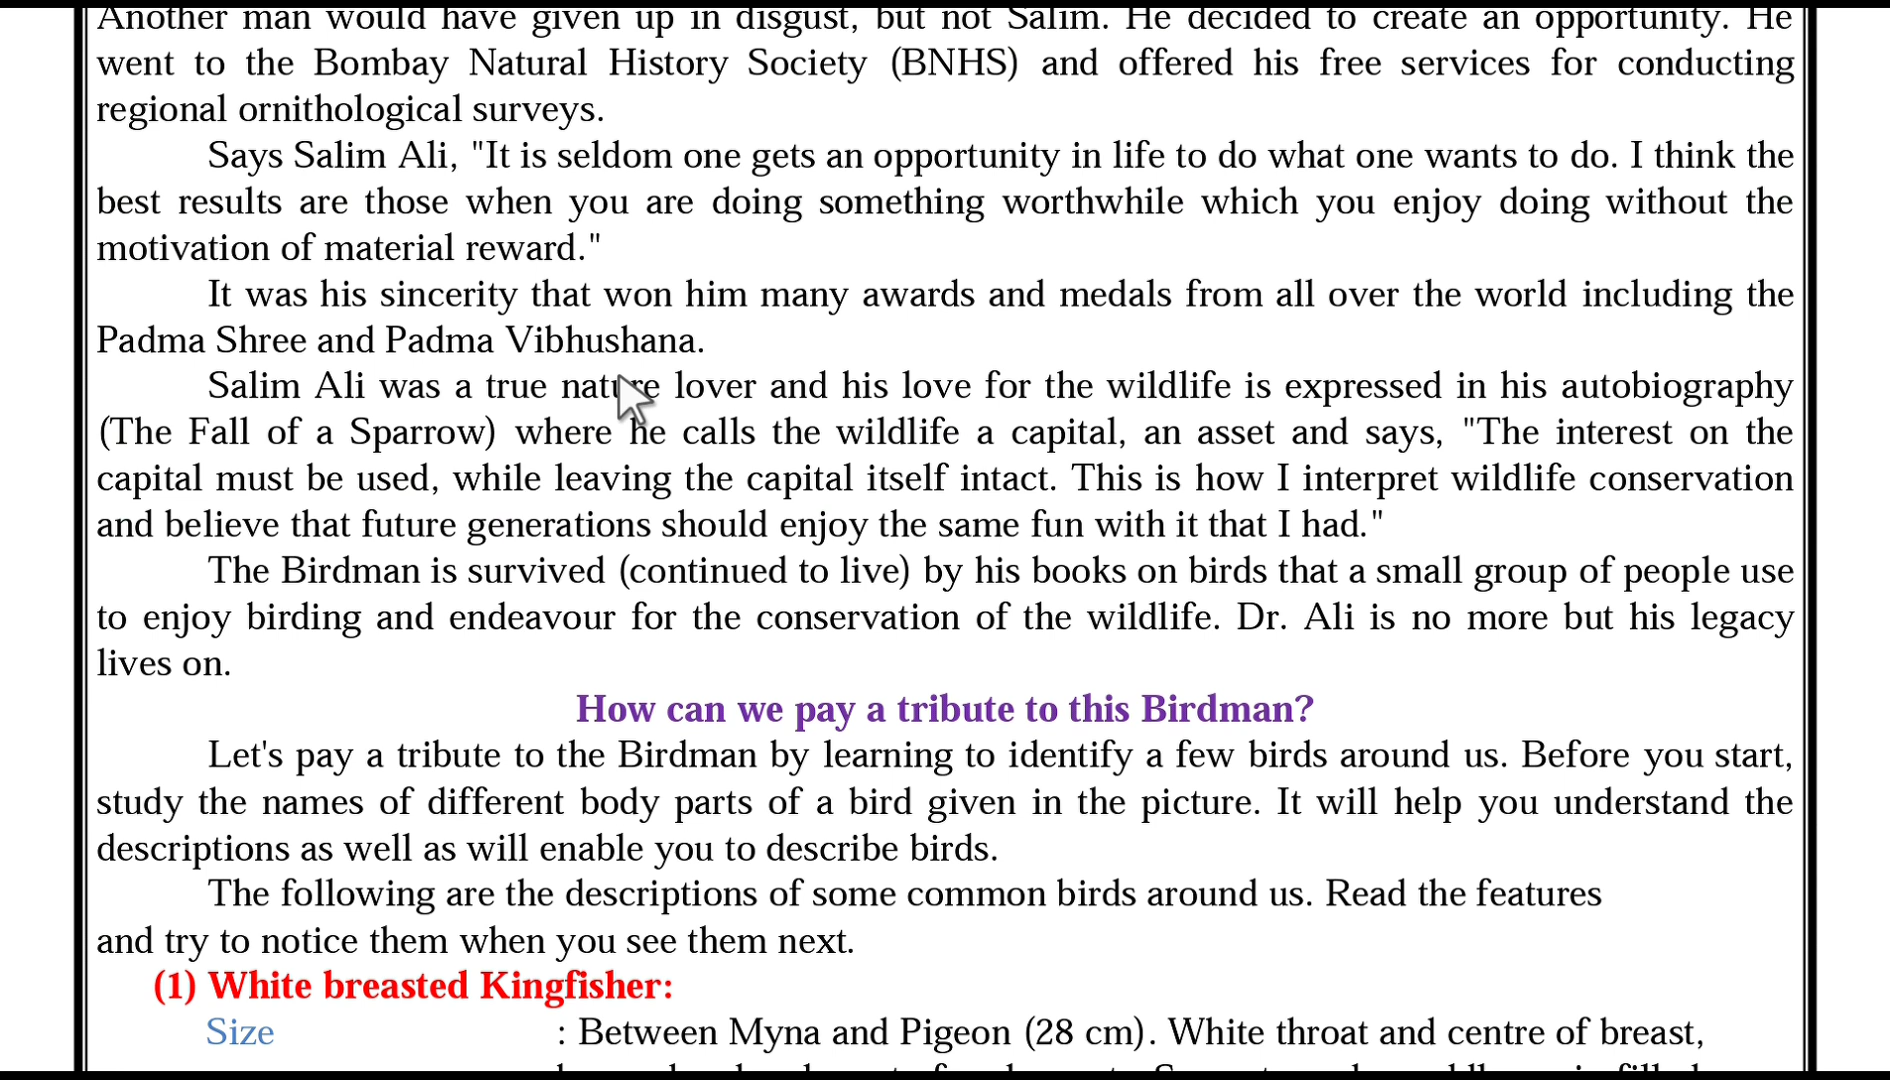 Another man would have given up in disgust, but not Salim. He decided to create an opportunity. He
went to the Bombay Natural History Society (BNHS) and offered his free services for conducting
regional ornithological surveys.
Says Salim Ali, "It is seldom one gets an opportunity in life to do what one wants to do. I think the
best results are those when you are doing something worthwhile which you enjoy doing without the
motivation of material reward."
It was his sincerity that won him many awards and medals from all over the world including the
Padma Shree and Padma Vibhushana.
Salim Ali was a true nature lover and his love for the wildlife is expressed in his autobiography
(The Fall of a Sparrow) where he calls the wildlife a capital, an asset and says, "The interest on the
capital must be used, while leaving the capital itself intact. This is how I interpret wildlife conservation
and believe that future generations should enjoy the same fun with it that I had."
The Birdman is survived (continued to live) by his books on birds that a small group of people use
to enjoy birding and endeavour for the conservation of the wildlife. Dr. Ali is no more but his legacy
lives on.
How can we pay a tribute to this Birdman?
Let's pay a tribute to the Birdman by learning to identify a few birds around us. Before you start,
study the names of different body parts of a bird given in the picture. It will help you understand the
descriptions as well as will enable you to describe birds.
The following are the descriptions of some common birds around us. Read the features
and try to notice them when you see them next.
(1) White breasted Kingfisher:
Size : Between Myna and Pigeon (28 cm). White throat and centre of breast,